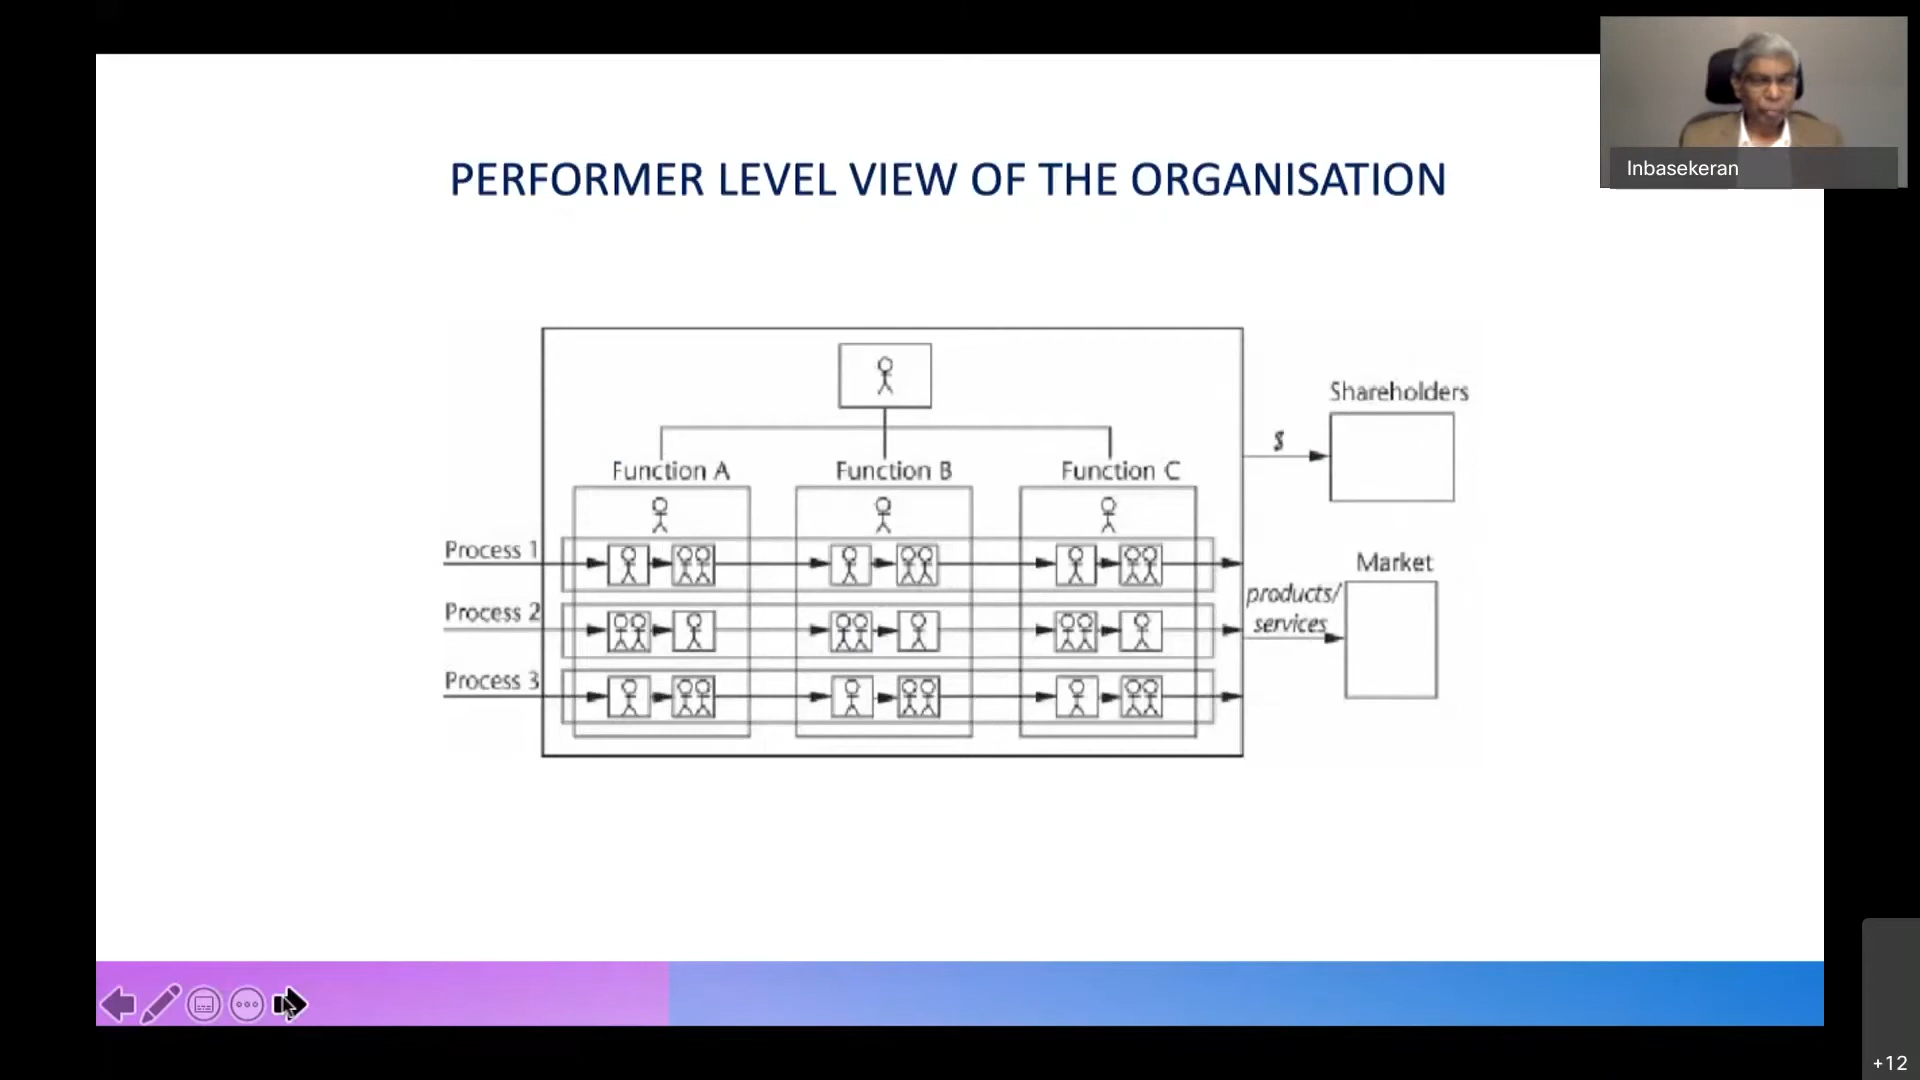 Inbasekeran
PERFORMER LEVEL VIEW OF THE ORGANISATION
Shareholders
$
Function A
Function B
Function C
Process 1
Process 2
Process 3
Market
products/
services
+12